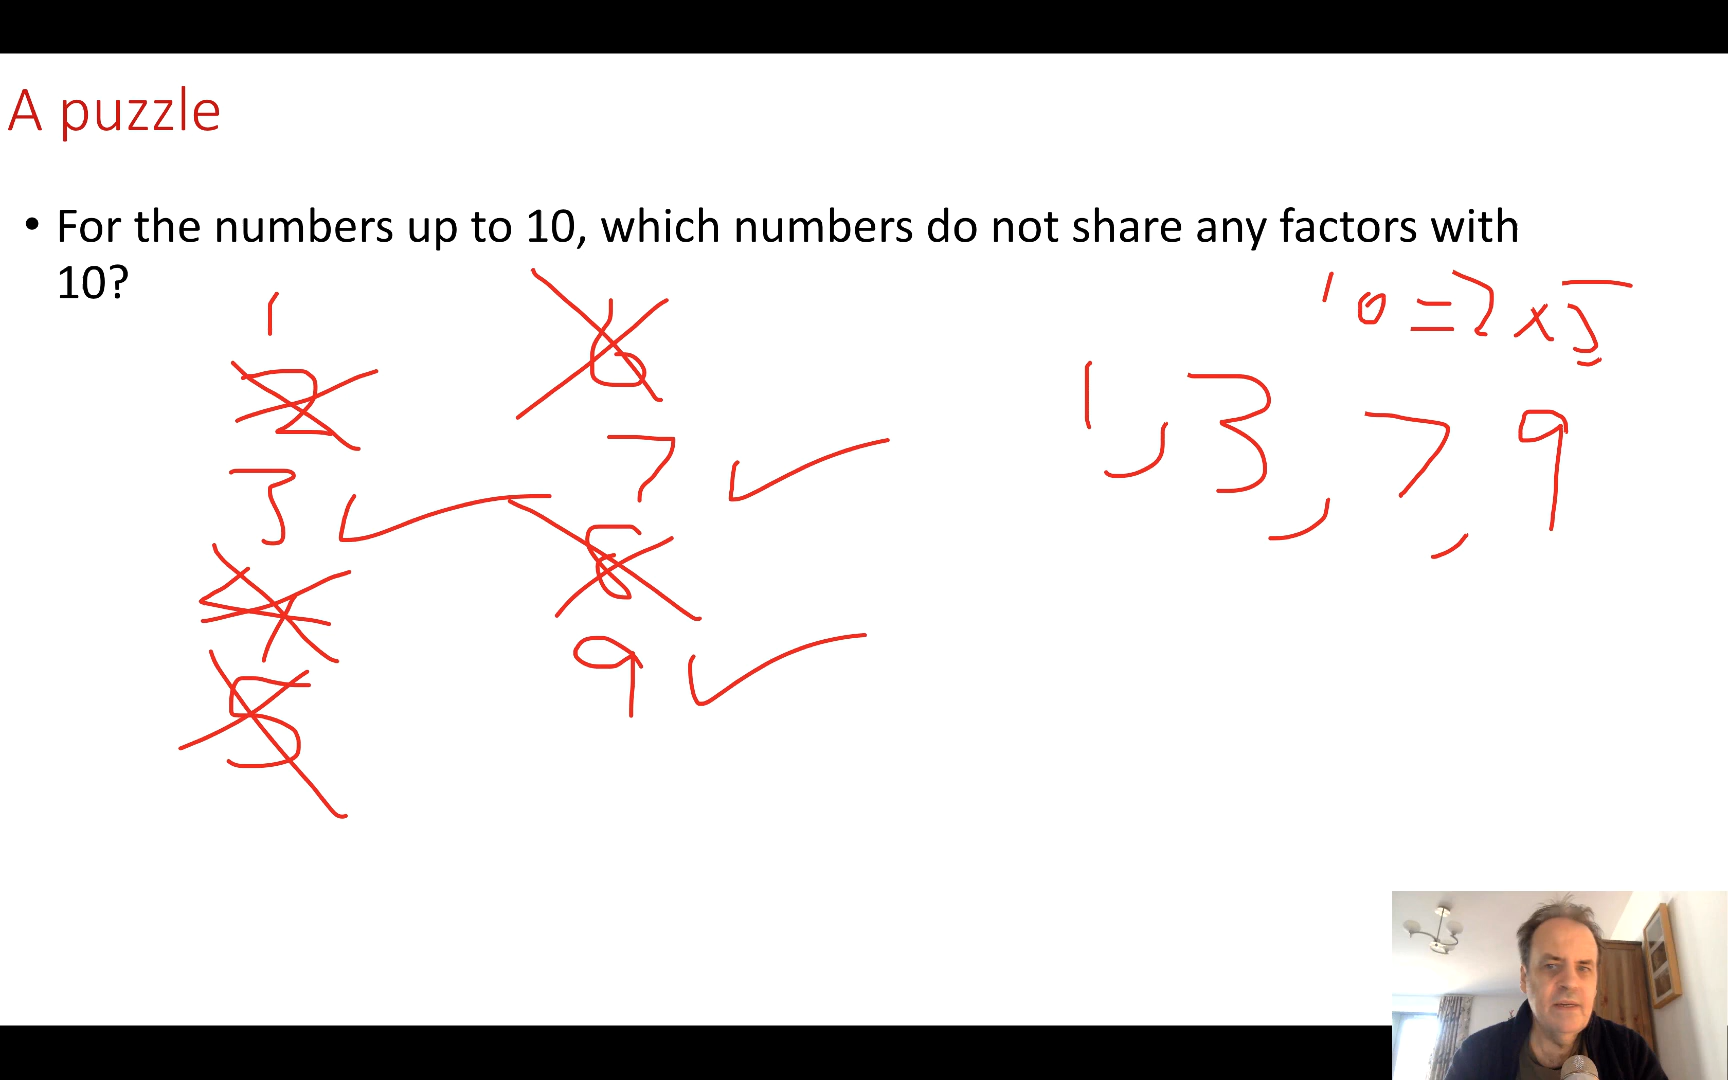 A puzzle
• For the numbers up to 10, which numbers do not share any factors with
10?
10 = 2 x 5
1
2
3
4
5
6
7
8
9
1, 3, 7, 9